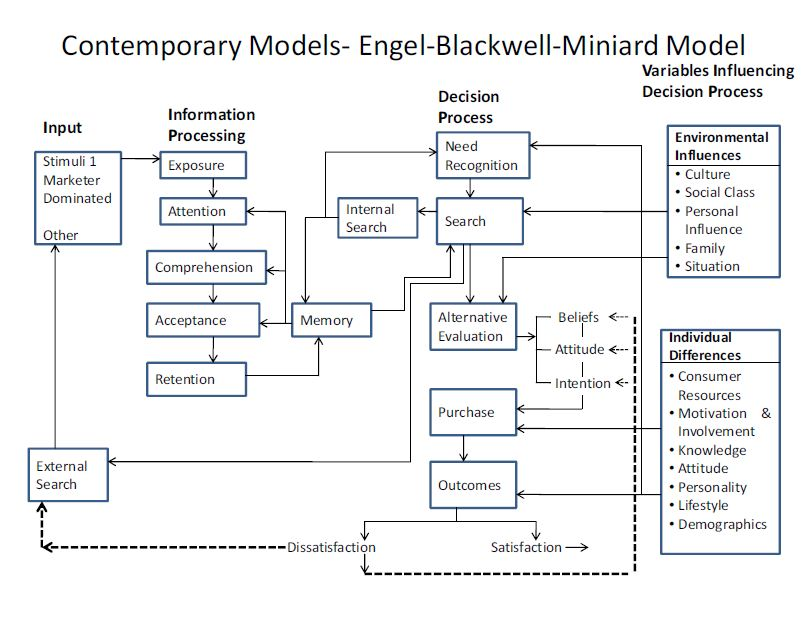 Contemporary Models- Engel-Blackwell-Miniard Model
Variables Influencing
Decision Process
Input
Information
Processing
Decision
Process
Stimuli 1
Marketer
Dominated
Other
Exposure
Attention
Comprehension
Acceptance
Retention
Memory
Internal
Search
Need
Recognition
Search
Alternative
Evaluation
Beliefs
Attitude
Intention
Purchase
Outcomes
External
Search
Dissatisfaction
Satisfaction
Environmental
Influences
• Culture
• Social Class
• Personal
Influence
• Family
• Situation
Individual
Differences
• Consumer
Resources
• Motivation &
Involvement
• Knowledge
• Attitude
• Personality
• Lifestyle
• Demographics